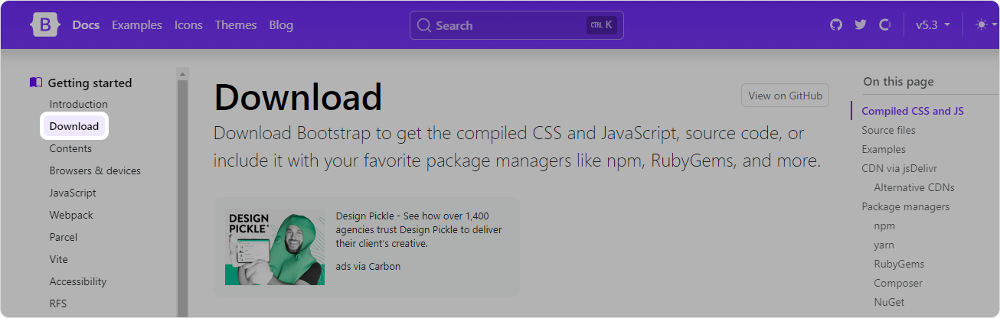 B Docs Examples Icons Themes Blog Search CTRL K v5.3
Getting started
Introduction
Download
Contents
Browsers & devices
JavaScript
Webpack
Parcel
Vite
Accessibility
RFS
Download
View on GitHub
Download Bootstrap to get the compiled CSS and JavaScript, source code, or
include it with your favorite package managers like npm, RubyGems, and more.
DESIGN
PICKLE
Design Pickle - See how over 1,400
agencies trust Design Pickle to deliver
their client's creative.
ads via Carbon
On this page
Compiled CSS and JS
Source files
Examples
CDN via jsDelivr
Alternative CDNs
Package managers
npm
yarn
RubyGems
Composer
NuGet